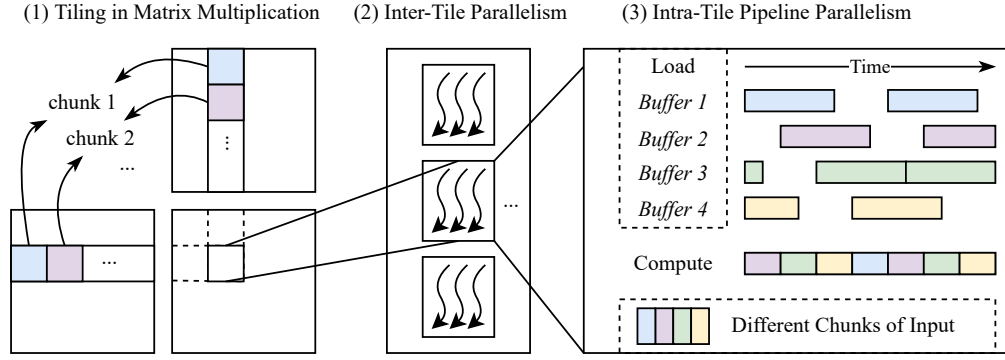 (1) Tiling in Matrix Multiplication
(2) Inter-Tile Parallelism
(3) Intra-Tile Pipeline Parallelism
chunk 1
chunk 2
...
...
...
...
Load
Time
Buffer 1
Buffer 2
Buffer 3
Buffer 4
Compute
Different Chunks of Input